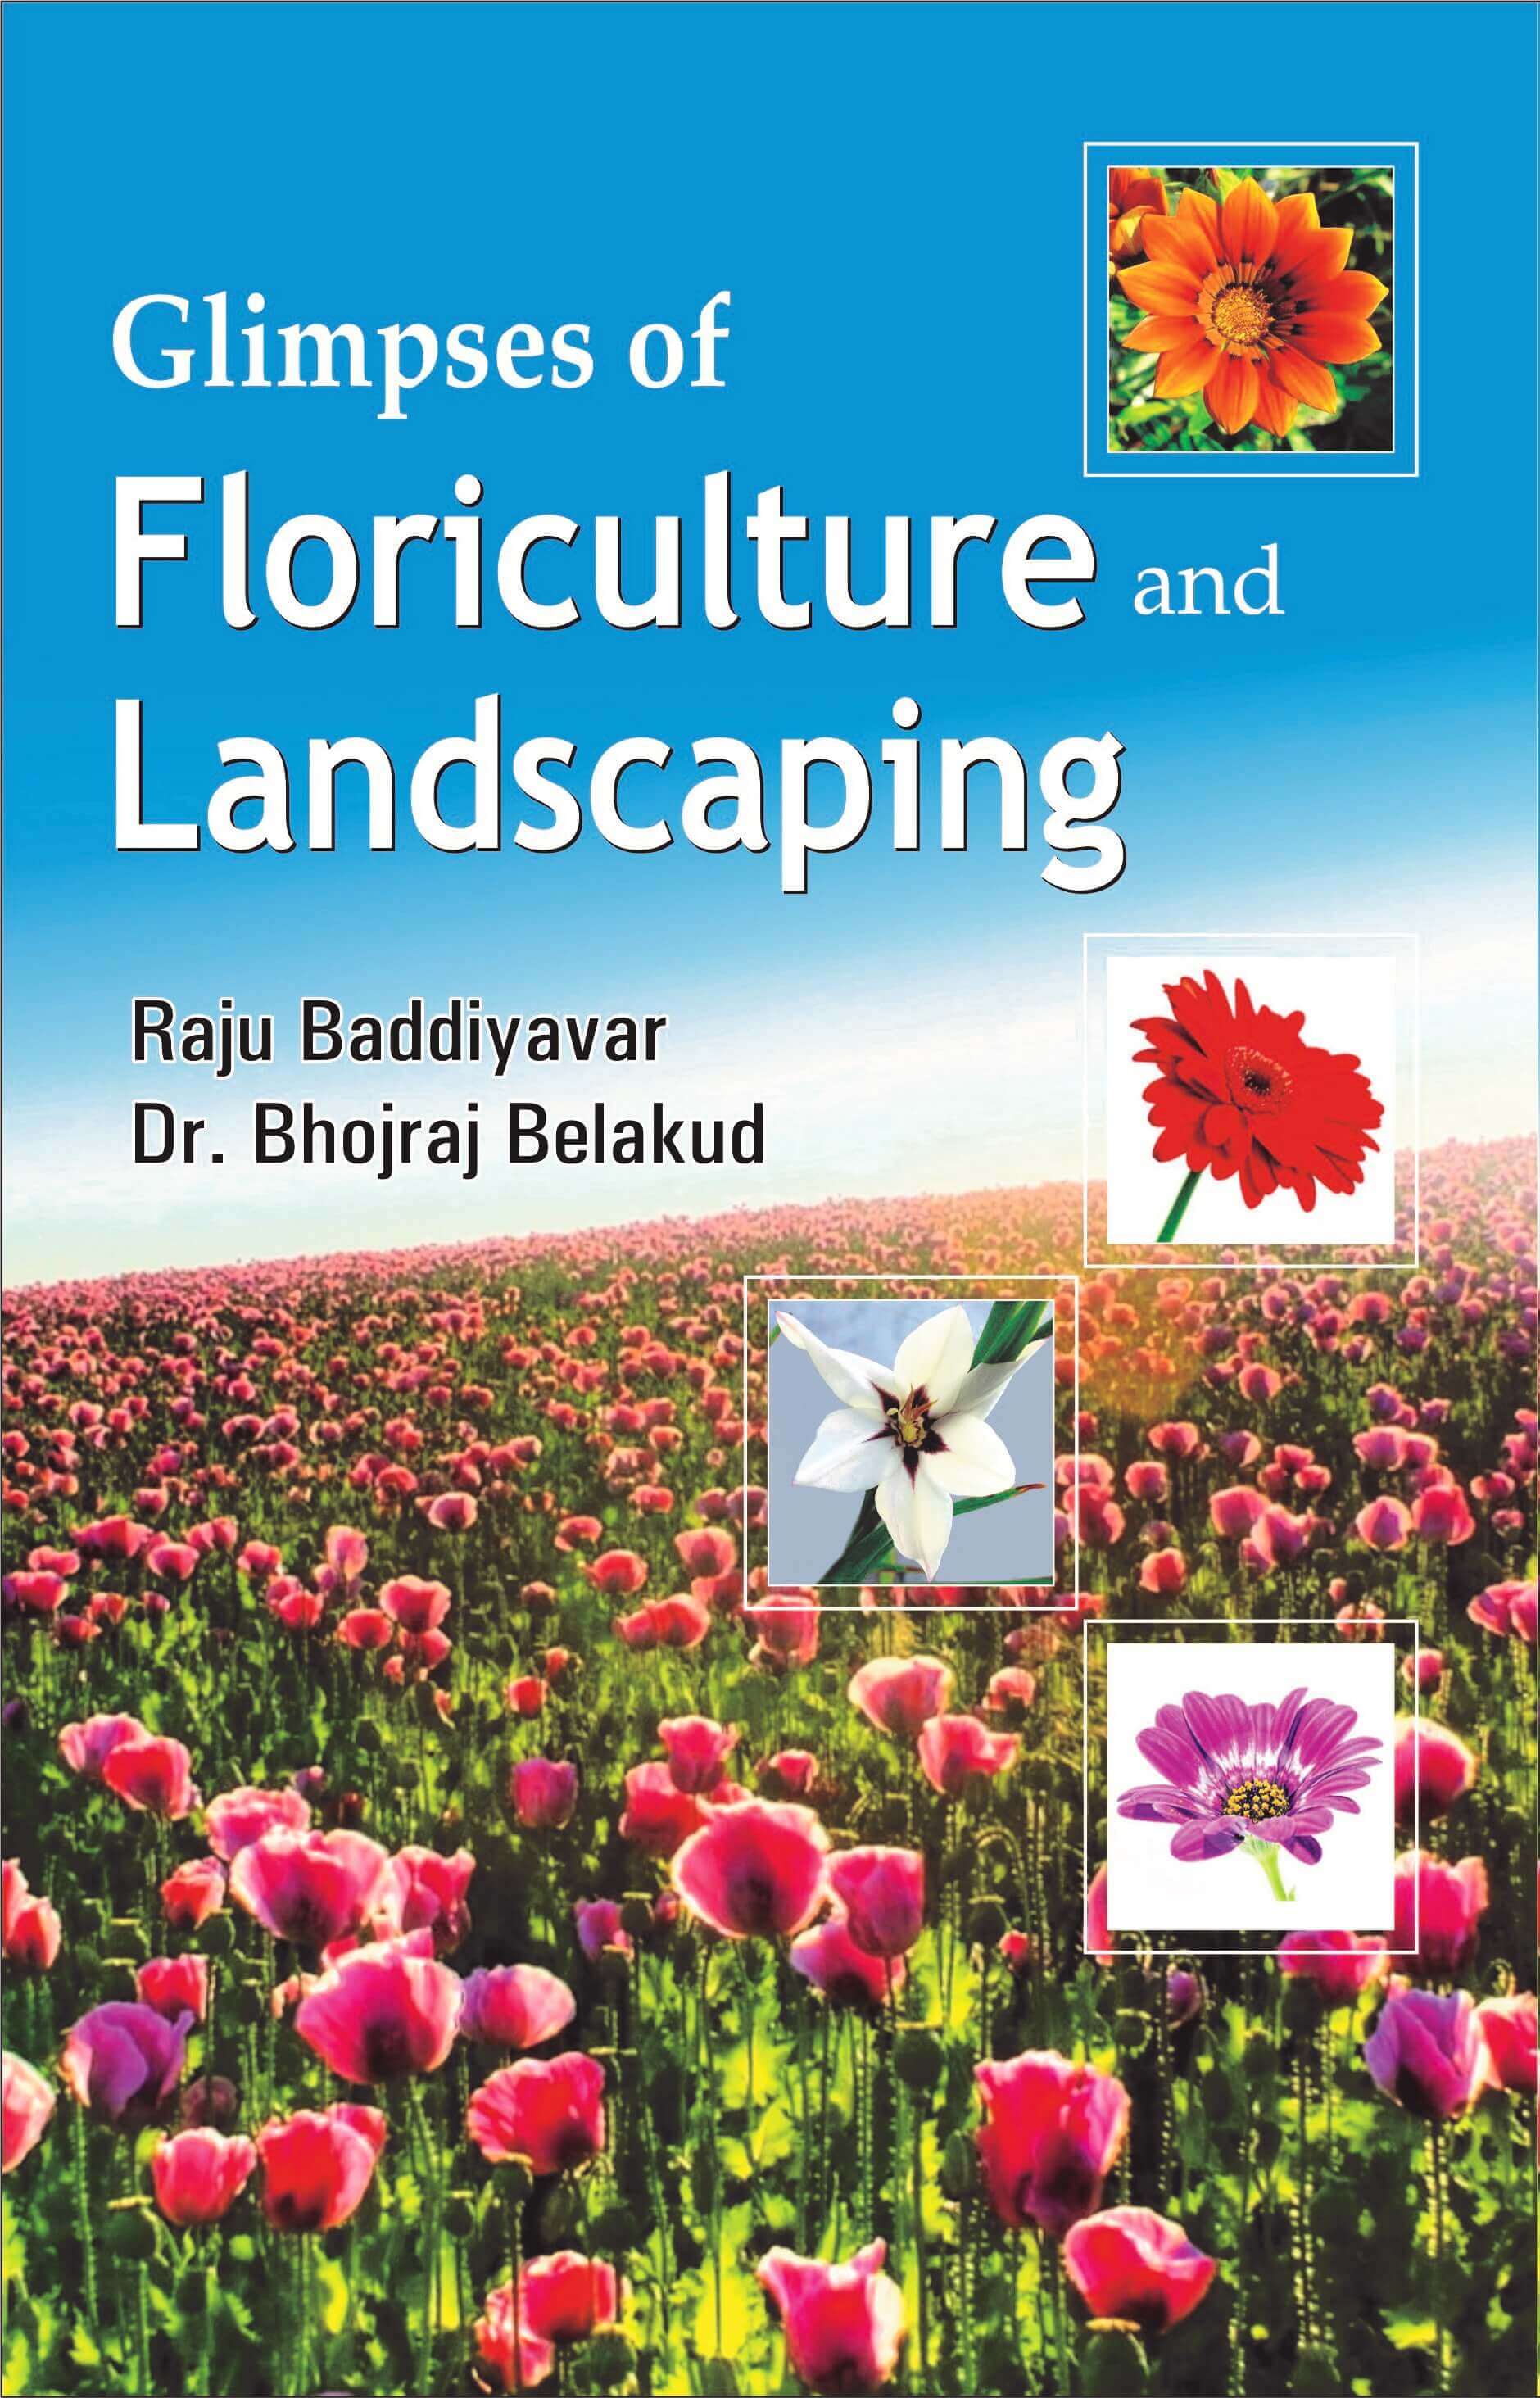 Glimpses of
Floriculture and
Landscaping
Raju Baddiyavar
Dr. Bhojraj Belakud